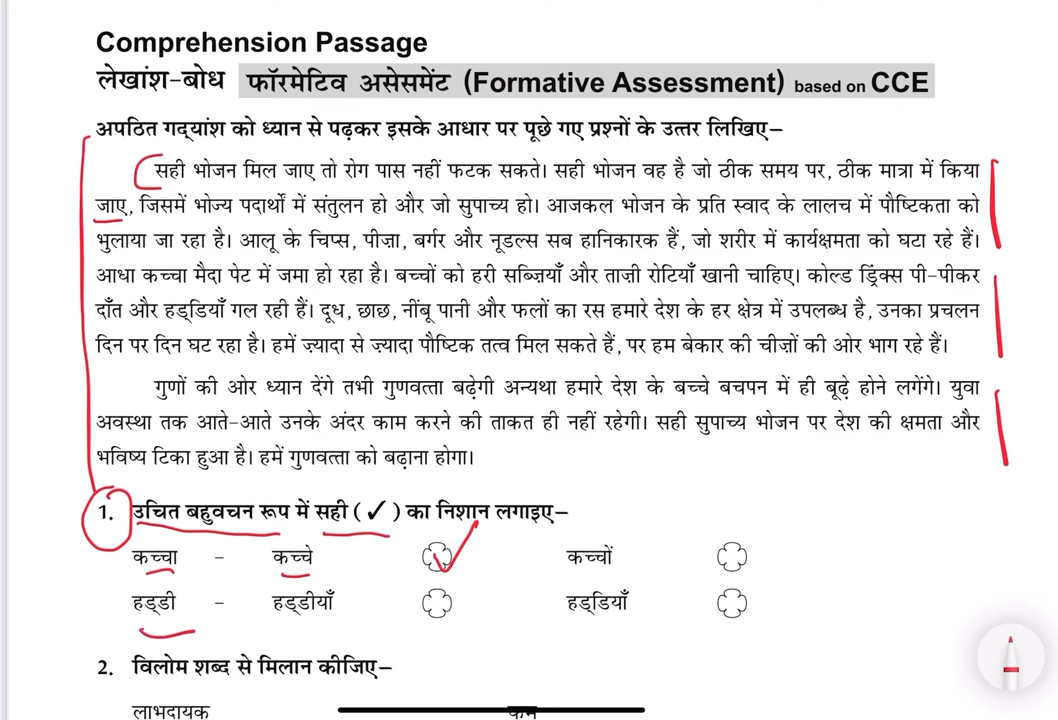 Comprehension Passage
लेखांश-बोध फॉरमेटिव असेसमेंट (Formative Assessment) based on CCE
अपठित गद्‌यांश को ध्यान से पढ़कर इसके आधार पर पूछे गए प्रश्नों के उत्तर लिखिए–
सही भोजन मिल जाए तो रोग पास नहीं फटक सकते। सही भोजन वह है जो ठीक समय पर, ठीक मात्रा में किया
जाए, जिसमें भोज्य पदार्थों में संतुलन हो और जो सुपाच्य हो। आजकल भोजन के प्रति स्वाद के लालच में पौष्टिकता को
भुलाया जा रहा है। आलू के चिप्स, पीज़ा, बर्गर और नूडल्स सब हानिकारक हैं, जो शरीर में कार्यक्षमता को घटा रहे हैं।
आधा कच्चा मैदा पेट में जमा हो रहा है। बच्चों को हरी सब्ज़ियाँ और ताज़ी रोटियाँ खानी चाहिए। कोल्ड ड्रिंक्स पी-पीकर
दाँत और हड्‌डियाँ गल रही हैं। दूध, छाछ, नींबू पानी और फलों का रस हमारे देश के हर क्षेत्र में उपलब्ध है, उनका प्रचलन
दिन पर दिन घट रहा है। हमें ज्यादा से ज्यादा पौष्टिक तत्व मिल सकते हैं, पर हम बेकार की चीज़ों की ओर भाग रहे हैं।
गुणों की ओर ध्यान देंगे तभी गुणवत्ता बढ़ेगी अन्यथा हमारे देश के बच्चे बचपन में ही बूढ़े होने लगेंगे। युवा
अवस्था तक आते-आते उनके अंदर काम करने की ताकत ही नहीं रहेगी। सही सुपाच्य भोजन पर देश की क्षमता और
भविष्य टिका हुआ है। हमें गुणवत्ता को बढ़ाना होगा।
1. उचित बहुवचन रूप में सही (✓) का निशान लगाइए–
कच्चा – कच्चे कच्चों
हड्‌डी – हड्‌डीयाँ हड्‌डियाँ
2. विलोम शब्द से मिलान कीजिए–
लाभदायक कम